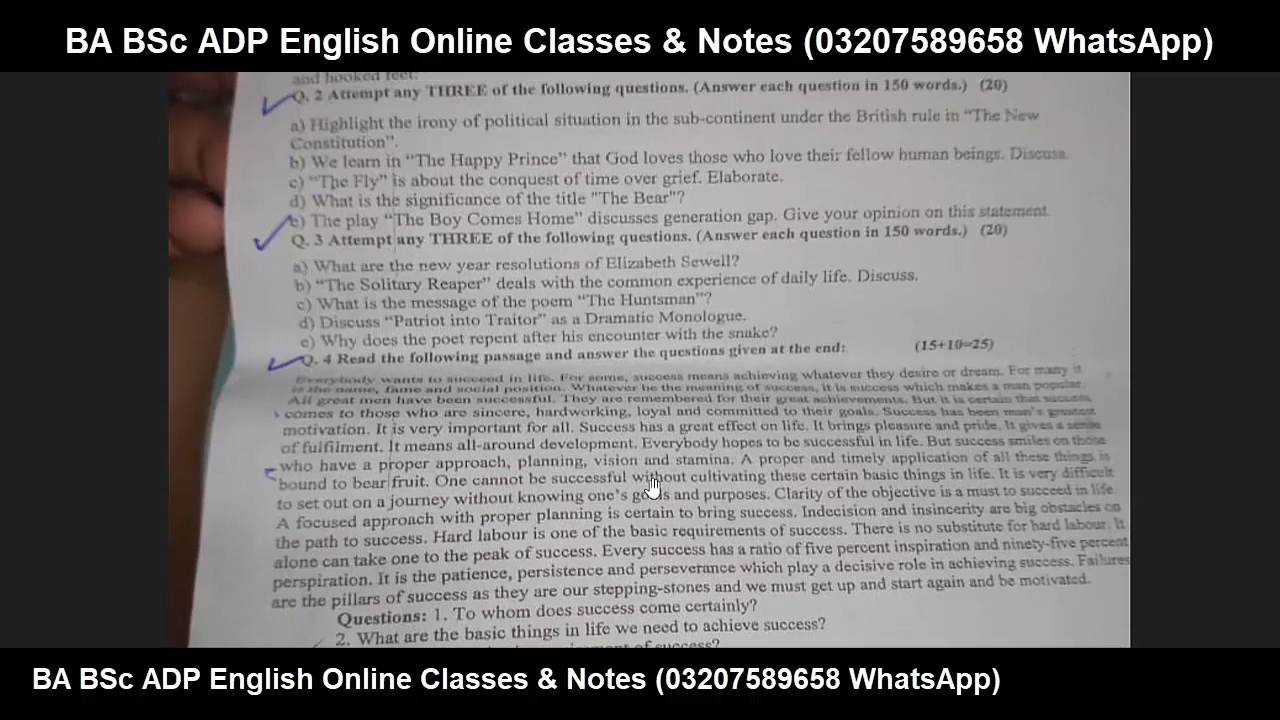 BA BSc ADP English Online Classes & Notes (03207589658 WhatsApp)
and hooked feet.
Q. 2 Attempt any THREE of the following questions. (Answer each question in 150 words.) (20)
a) Highlight the irony of political situation in the sub-continent under the British rule in “The New
Constitution”.
b) We learn in “The Happy Prince” that God loves those who love their fellow human beings. Discuss.
c) “The Fly” is about the conquest of time over grief. Elaborate.
d) What is the significance of the title "The Bear"?
e) The play “The Boy Comes Home” discusses generation gap. Give your opinion on this statement.
Q. 3 Attempt any THREE of the following questions. (Answer each question in 150 words.) (20)
a) What are the new year resolutions of Elizabeth Sewell?
b) “The Solitary Reaper” deals with the common experience of daily life. Discuss.
c) What is the message of the poem “The Huntsman”?
d) Discuss “Patriot into Traitor” as a Dramatic Monologue.
e) Why does the poet repent after his encounter with the snake?
Q. 4 Read the following passage and answer the questions given at the end: (15+10=25)
Everybody wants to succeed in life. For some, success means achieving whatever they desire or dream. For many it
is the name, fame and social position. Whatever be the meaning of success, it is success which makes a man popular.
All great men have been successful. They are remembered for their great achievements. But it is certain that success
comes to those who are sincere, hardworking, loyal and committed to their goals. Success has been man's greatest
motivation. It is very important for all. Success has a great effect on life. It brings pleasure and pride. It gives a sense
of fulfilment. It means all-around development. Everybody hopes to be successful in life. But success smiles on those
who have a proper approach, planning, vision and stamina. A proper and timely application of all these things is
bound to bear fruit. One cannot be successful without cultivating these certain basic things in life. It is very difficult
to set out on a journey without knowing one's goals and purposes. Clarity of the objective is a must to succeed in life.
A focused approach with proper planning is certain to bring success. Indecision and insincerity are big obstacles on
the path to success. Hard labour is one of the basic requirements of success. There is no substitute for hard labour. It
alone can take one to the peak of success. Every success has a ratio of five percent inspiration and ninety-five percent
perspiration. It is the patience, persistence and perseverance which play a decisive role in achieving success. Failures
are the pillars of success as they are our stepping-stones and we must get up and start again and be motivated.
Questions: 1. To whom does success come certainly?
2. What are the basic things in life we need to achieve success?
of success?
BA BSc ADP English Online Classes & Notes (03207589658 WhatsApp)